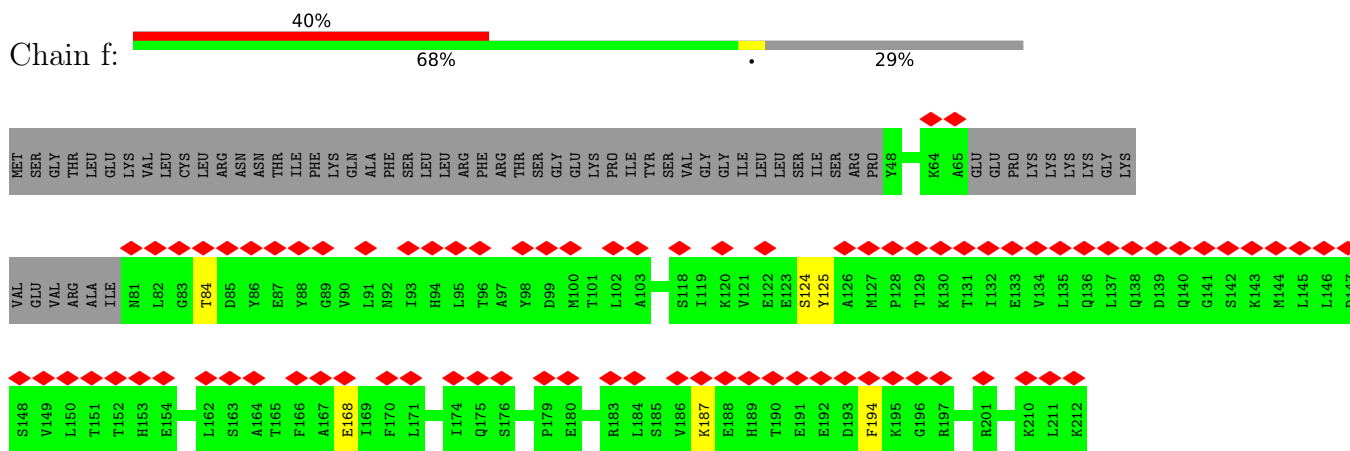 40%
Chain f:
68% • 29%
MET SER GLY THR LEU GLU LYS VAL LEU CYS LEU ARG ASN ASN THR ILE PHE LYS GLN ALA PHE SER LEU LEU ARG PHE ARG THR SER GLY GLU LYS PRO ILE TYR SER VAL GLY GLY ILE LEU LEU SER ILE SER ARG PRO Y48 K64 A65 GLU GLU PRO LYS LYS LYS LYS GLY LYS
VAL GLU VAL ARG ALA ILE N81 L82 G83 T84 D85 Y86 E87 Y88 G89 V90 L91 N92 I93 H94 L95 T96 A97 Y98 D99 M100 T101 L102 A103 S118 I119 K120 V121 E122 E123 S124 Y125 A126 M127 P128 T129 K130 T131 I132 E133 V134 L135 Q136 L137 Q138 D139 Q140 G141 S142 K143 M144 L145 L146 D147
S148 V149 L150 T151 T152 H153 E154 L162 S163 A164 T165 F166 A167 E168 I169 F170 L171 I174 Q175 S176 P179 E180 R183 L184 S185 V186 K187 E188 H189 T190 E191 E192 D193 F194 K195 G196 R197 R201 K210 L211 K212